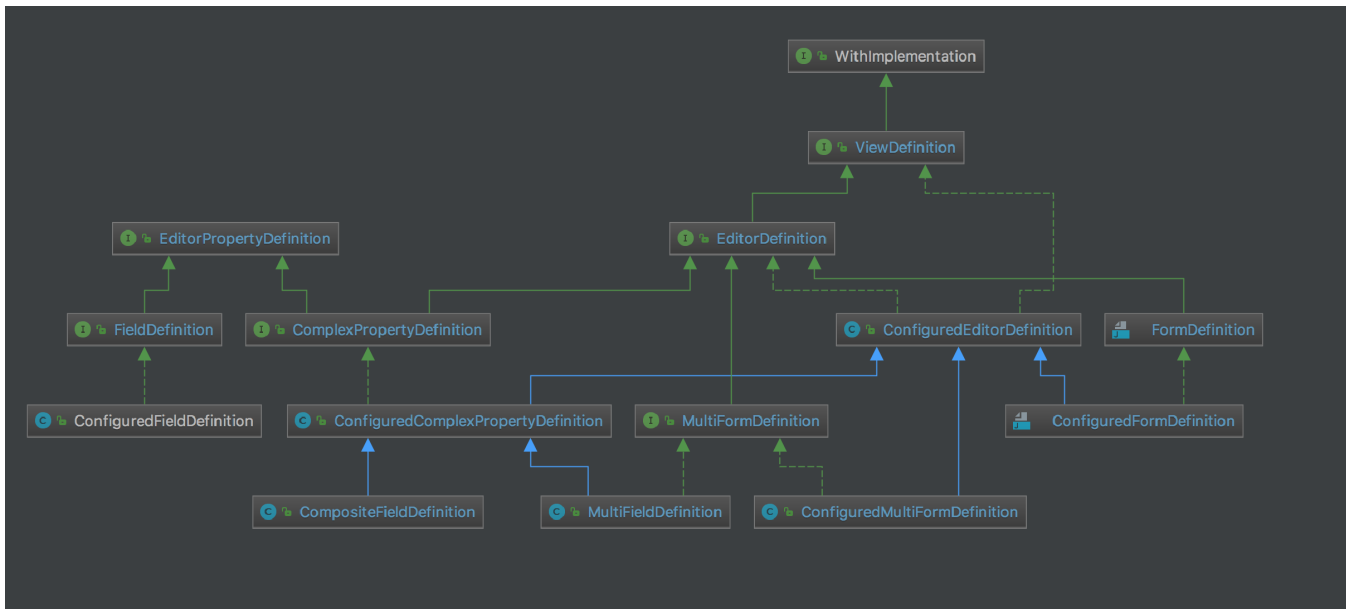 WithImplementation
ViewDefinition
EditorPropertyDefinition
EditorDefinition
FieldDefinition
ComplexPropertyDefinition
ConfiguredEditorDefinition
FormDefinition
ConfiguredFieldDefinition
ConfiguredComplexPropertyDefinition
MultiFormDefinition
ConfiguredFormDefinition
CompositeFieldDefinition
MultiFieldDefinition
ConfiguredMultiFormDefinition